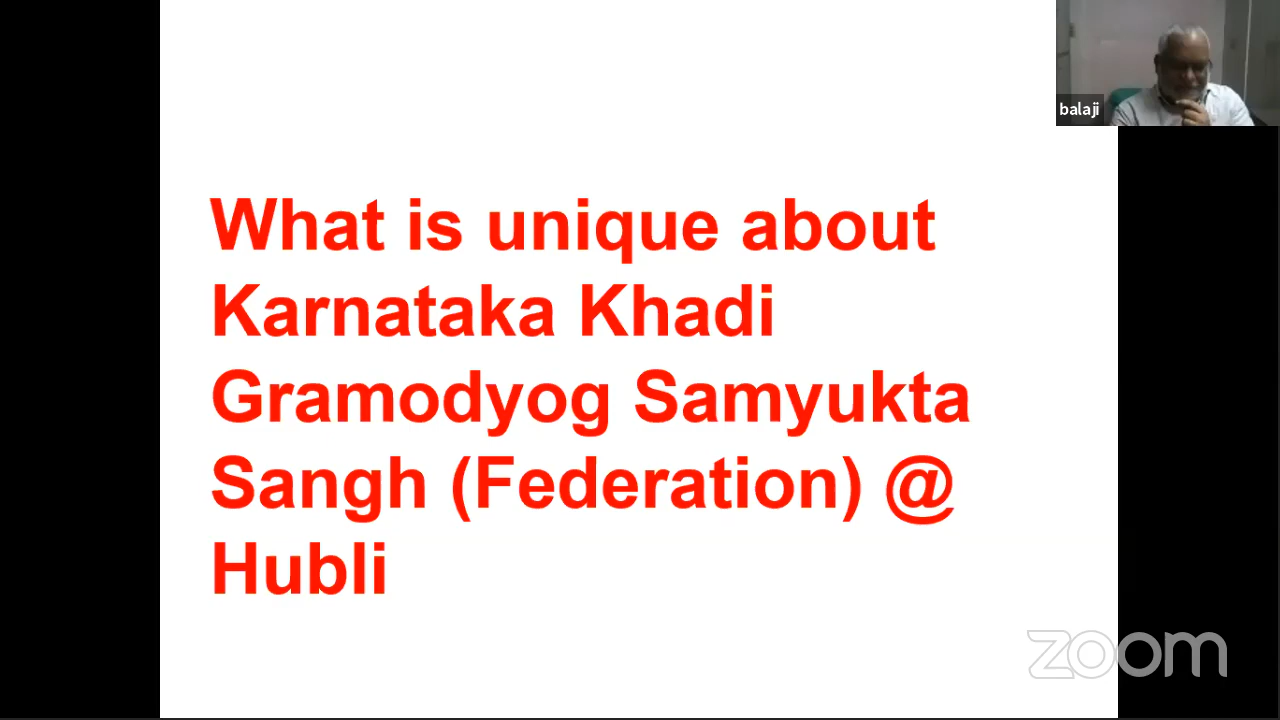 balaji
What is unique about
Karnataka Khadi
Gramodyog Samyukta
Sangh (Federation) @
Hubli
zoom